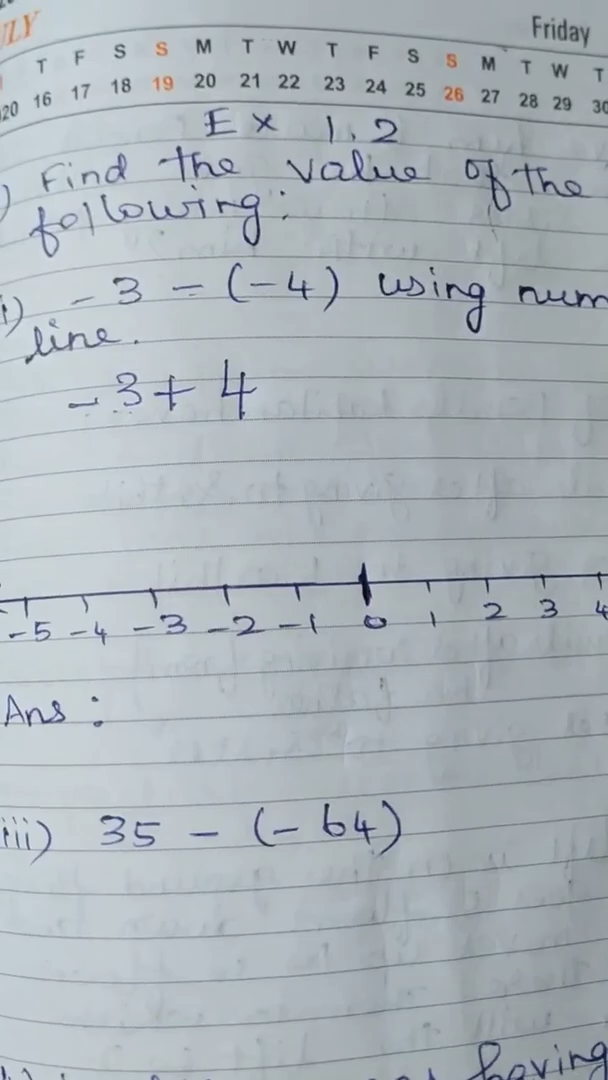 ULY
Friday
T F S S M T W T F S S M T W T
20 16 17 18 19 20 21 22 23 24 25 26 27 28 29 30
Ex 1.2
) Find the value of the
following:
i) -3 - (-4) using num
line.
-3+4
-5 -4 -3 -2 -1 0 1 2 3 4
Ans :
iii) 35 - (-64)
having